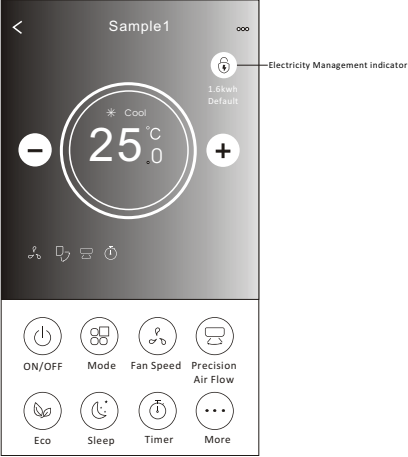 Sample1
Electricity Management indicator
1.6kwh
Default
Cool
25.0°C
ON/OFF
Mode
Fan Speed
Precision
Air Flow
Eco
Sleep
Timer
More